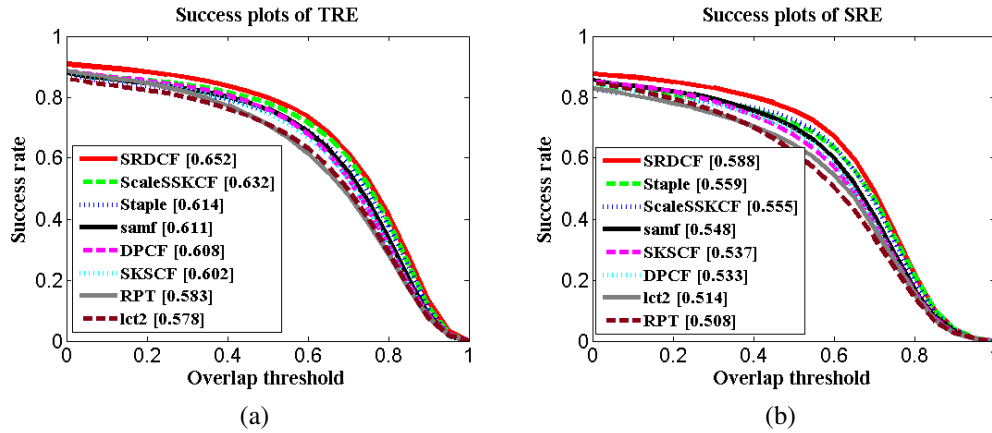 Success plots of TRE
1
0.8
0.6
0.4
0.2
0
Success rate
SRDCF [0.652]
ScaleSSKCF [0.632]
Staple [0.614]
samf [0.611]
DPCF [0.608]
SKSCF [0.602]
RPT [0.583]
lct2 [0.578]
0 0.2 0.4 0.6 0.8 1
Overlap threshold
(a)
Success plots of SRE
1
0.8
0.6
0.4
0.2
0
Success rate
SRDCF [0.588]
Staple [0.559]
ScaleSSKCF [0.555]
samf [0.548]
SKSCF [0.537]
DPCF [0.533]
lct2 [0.514]
RPT [0.508]
0 0.2 0.4 0.6 0.8 1
Overlap threshold
(b)